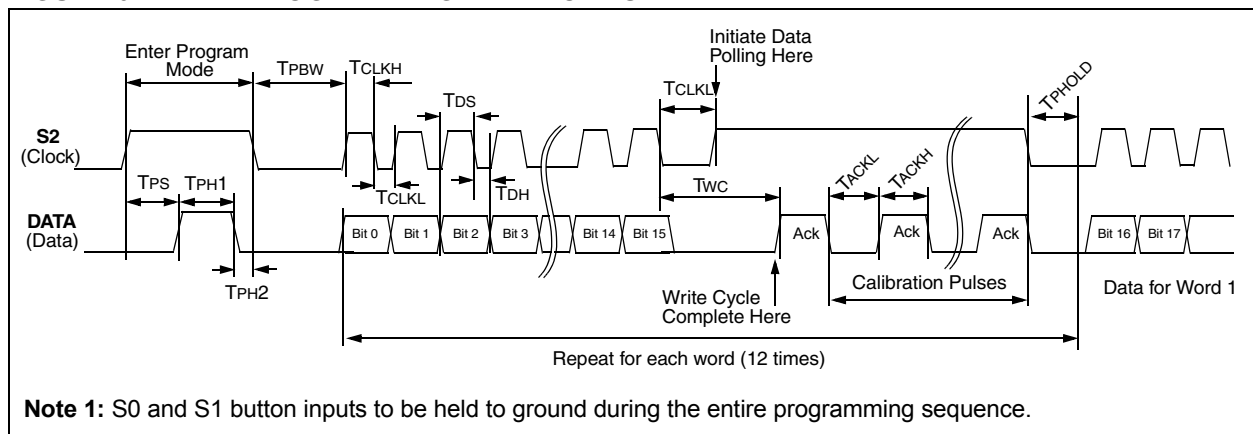 Enter Program
Mode
TPBW
TCLKH
TDS
TCLKL
Initiate Data
Polling Here
TPHOLD
S2
(Clock)
TPS
TPH1
TCLKL
TDH
TWC
TACKL
TACKH
DATA
(Data)
Bit 0
Bit 1
Bit 2
Bit 3
Bit 14
Bit 15
Ack
Ack
Ack
Bit 16
Bit 17
TPH2
Write Cycle
Complete Here
Calibration Pulses
Data for Word 1
Repeat for each word (12 times)
Note 1: S0 and S1 button inputs to be held to ground during the entire programming sequence.